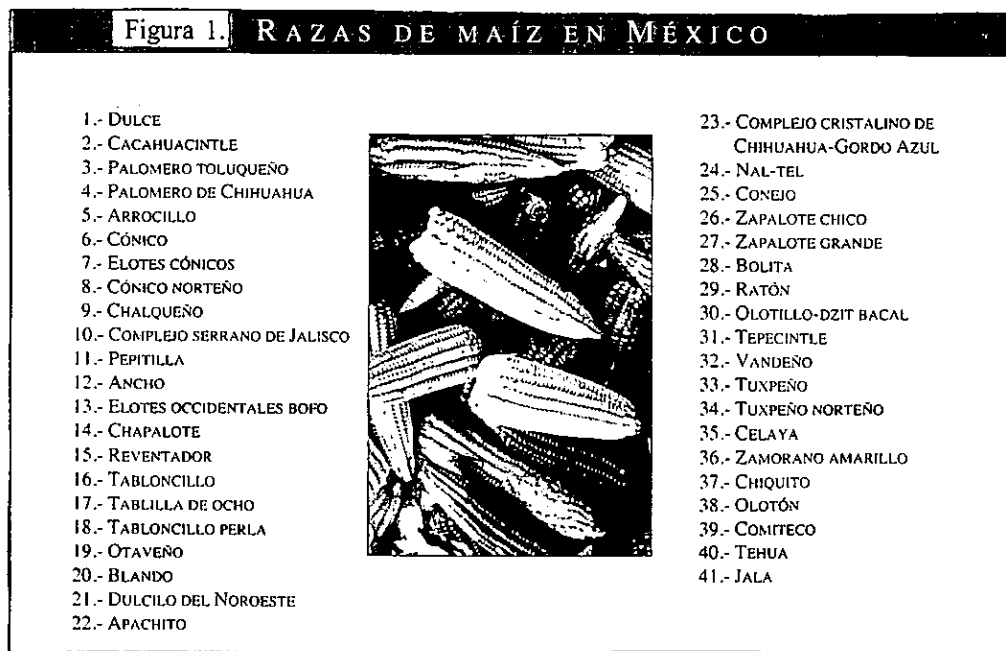 Figura 1. RAZAS DE MAÍZ EN MÉXICO
1.- DULCE
2.- CACAHUACINTLE
3.- PALOMERO TOLUQUEÑO
4.- PALOMERO DE CHIHUAHUA
5.- ARROCILLO
6.- CÓNICO
7.- ELOTES CÓNICOS
8.- CÓNICO NORTEÑO
9.- CHALQUEÑO
10.- COMPLEJO SERRANO DE JALISCO
11.- PEPITILLA
12.- ANCHO
13.- ELOTES OCCIDENTALES BOFO
14.- CHAPALOTE
15.- REVENTADOR
16.- TABLONCILLO
17.- TABLILLA DE OCHO
18.- TABLONCILLO PERLA
19.- OTAVEÑO
20.- BLANDO
21.- DULCILO DEL NOROESTE
22.- APACHITO
23.- COMPLEJO CRISTALINO DE
CHIHUAHUA-GORDO AZUL
24.- NAL-TEL
25.- CONEJO
26.- ZAPALOTE CHICO
27.- ZAPALOTE GRANDE
28.- BOLITA
29.- RATÓN
30.- OLOTILLO-DZIT BACAL
31.- TEPECINTLE
32.- VANDEÑO
33.- TUXPEÑO
34.- TUXPEÑO NORTEÑO
35.- CELAYA
36.- ZAMORANO AMARILLO
37.- CHIQUITO
38.- OLOTÓN
39.- COMITECO
40.- TEHUA
41.- JALA